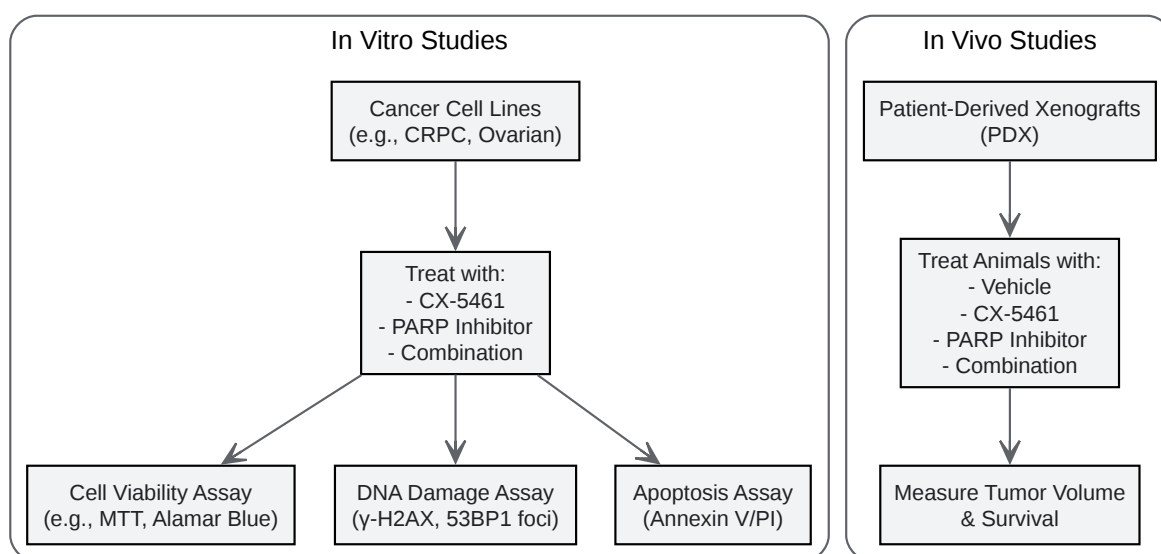 In Vitro Studies
Cancer Cell Lines
(e.g., CRPC, Ovarian)
Treat with:
- CX-5461
- PARP Inhibitor
- Combination
Cell Viability Assay
(e.g., MTT, Alamar Blue)
DNA Damage Assay
(γ-H2AX, 53BP1 foci)
Apoptosis Assay
(Annexin V/PI)
In Vivo Studies
Patient-Derived Xenografts
(PDX)
Treat Animals with:
- Vehicle
- CX-5461
- PARP Inhibitor
- Combination
Measure Tumor Volume
& Survival